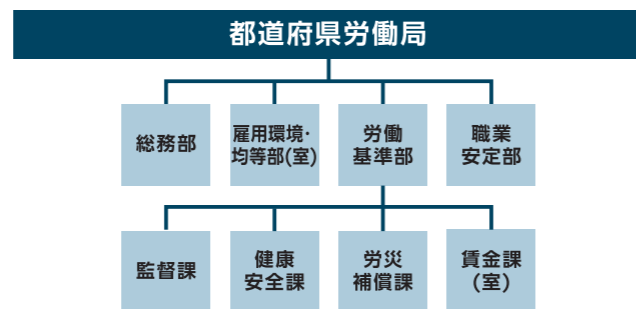 都道府県労働局
総務部
雇用環境・
均等部(室)
労働
基準部
職業
安定部
監督課
健康
安全課
労災
補償課
賃金課
(室)